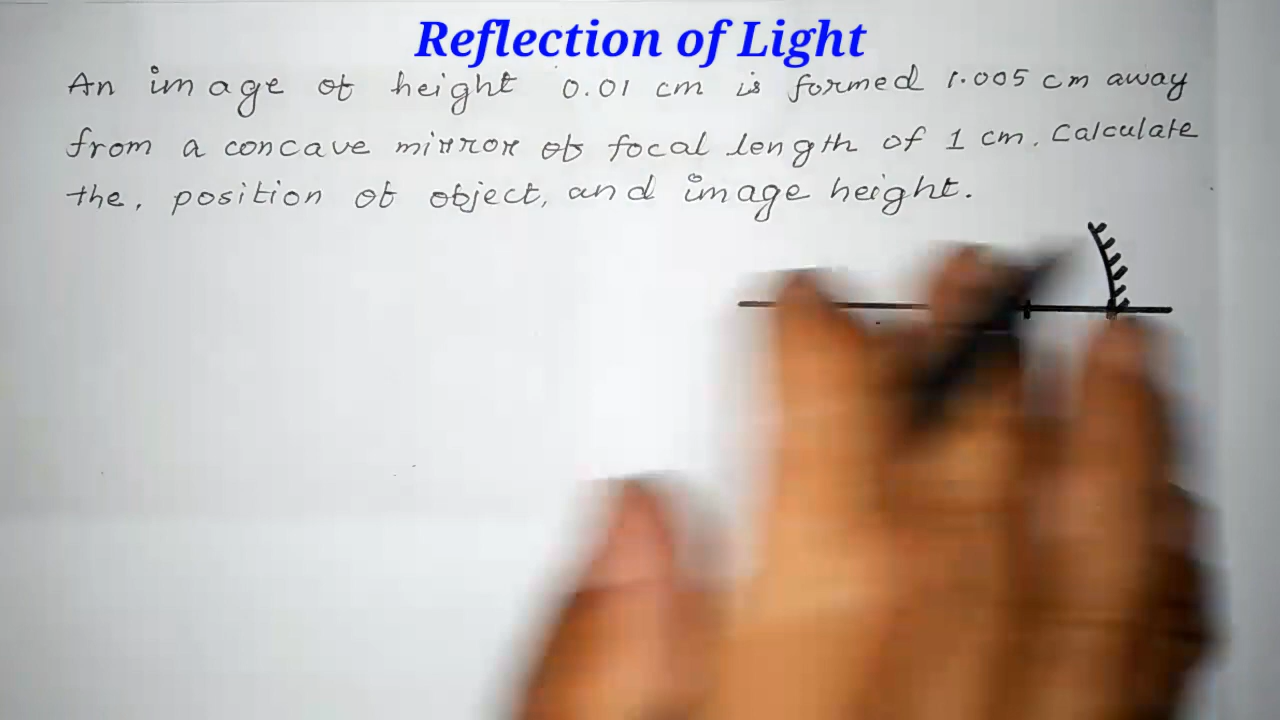 Reflection of Light
An image of height 0.01 cm is formed 1.005 cm away
from a concave mirror of focal length of 1 cm. Calculate
the, position of object, and image height.